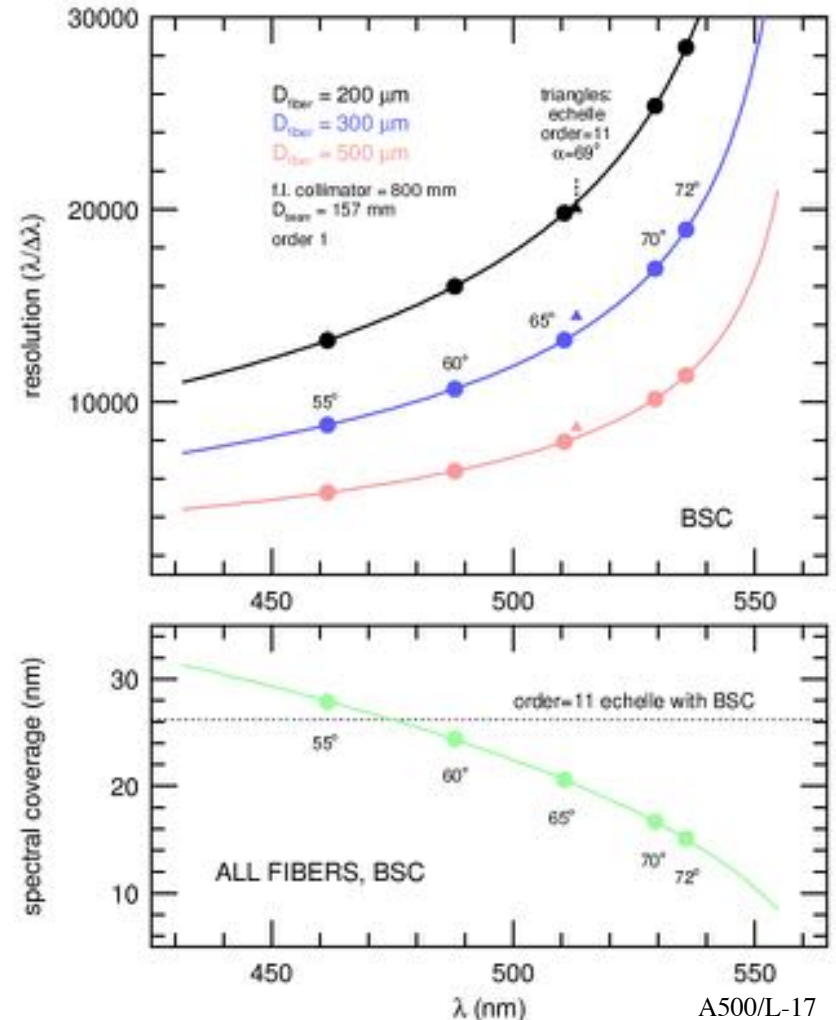 30000
20000
10000
resolution (λ/Δλ)
D_fiber = 200 μm
D_fiber = 300 μm
D_fiber = 500 μm
f.l. collimator = 800 mm
D_beam = 157 mm
order 1
triangles:
echelle
order=11
α=69°
55°
60°
65°
70°
72°
BSC
450
500
550
30
20
10
spectral coverage (nm)
order=11 echelle with BSC
55°
60°
65°
70°
72°
ALL FIBERS, BSC
450
500
550
λ (nm)
A500/L-17